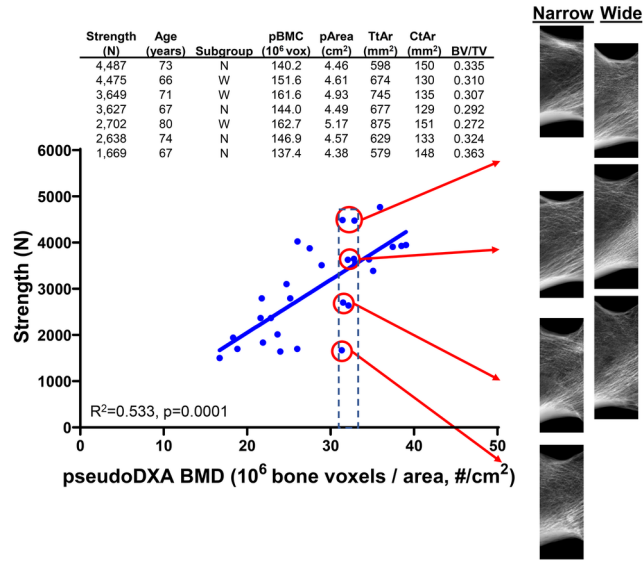 Narrow Wide
Strength Age pBMC pArea TtAr CtAr
(N) (years) Subgroup (10⁶ vox) (cm²) (mm²) (mm²) BV/TV
4,487 73 N 140.2 4.46 598 150 0.335
4,475 66 W 151.6 4.61 674 130 0.310
3,649 71 W 161.6 4.93 745 135 0.307
3,627 67 N 144.0 4.49 677 129 0.292
2,702 80 W 162.7 5.17 875 151 0.272
2,638 74 N 146.9 4.57 629 133 0.324
1,669 67 N 137.4 4.38 579 148 0.363
6000
5000
4000
3000
2000
1000
0
Strength (N)
R²=0.533, p=0.0001
0 10 20 30 40 50
pseudoDXA BMD (10⁶ bone voxels / area, #/cm²)